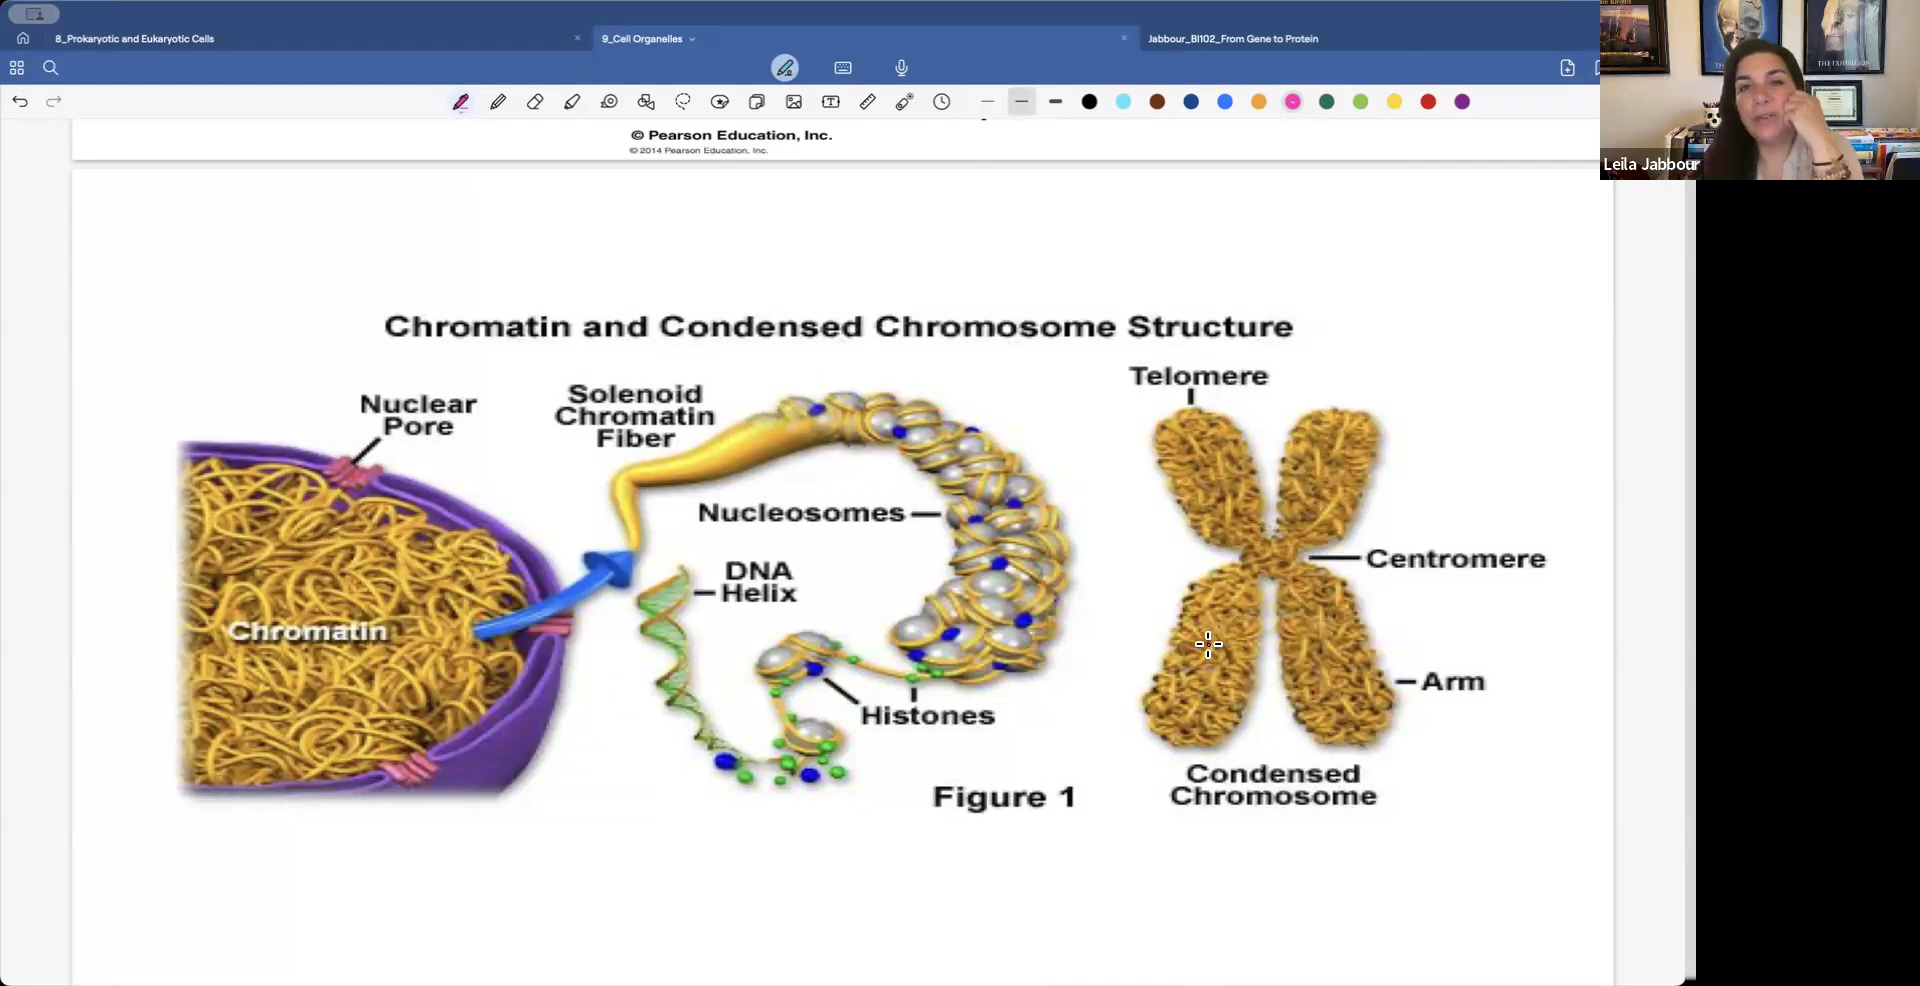 8_Prokaryotic and Eukaryotic Cells
9_Cell Organelles
Jabbour_BI102_From Gene to Protein
© Pearson Education, Inc.
© 2014 Pearson Education, Inc.
Leila Jabbour
Chromatin and Condensed Chromosome Structure
Nuclear
Pore
Solenoid
Chromatin
Fiber
Telomere
Nucleosomes
DNA
Helix
Centromere
Chromatin
Histones
Arm
Condensed
Chromosome
Figure 1
THE EXHIBITION